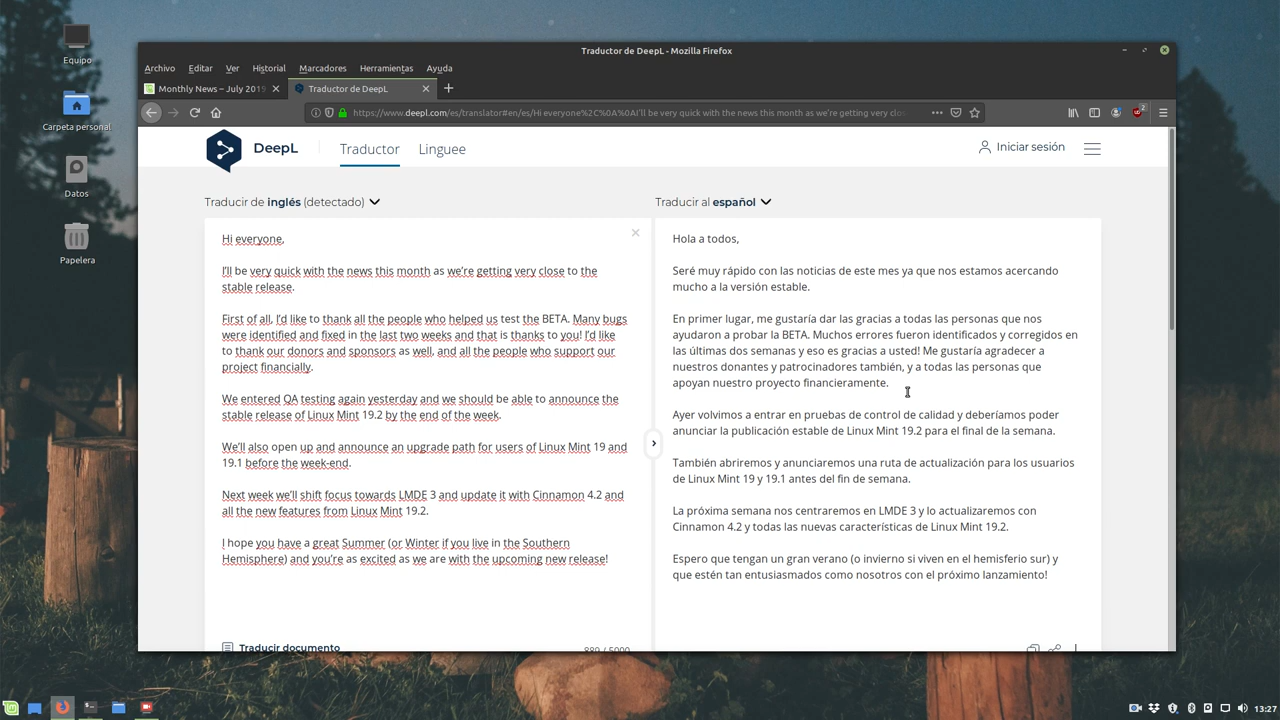 Equipo
Carpeta personal
Datos
Papelera
Traductor de DeepL - Mozilla Firefox
Archivo Editar Ver Historial Marcadores Herramientas Ayuda
Monthly News – July 2019
Traductor de DeepL
https://www.deepl.com/es/translator#en/es/Hi everyone%2C%0A%0AI'll be very quick with the news this month as we're getting very clos
2
DeepL
Traductor
Linguee
Iniciar sesión
Traducir de inglés (detectado)
Hi everyone,
I'll be very quick with the news this month as we're getting very close to the
stable release.
First of all, I'd like to thank all the people who helped us test the BETA. Many bugs
were identified and fixed in the last two weeks and that is thanks to you! I'd like
to thank our donors and sponsors as well, and all the people who support our
project financially.
We entered QA testing again yesterday and we should be able to announce the
stable release of Linux Mint 19.2 by the end of the week.
We'll also open up and announce an upgrade path for users of Linux Mint 19 and
19.1 before the week-end.
Next week we'll shift focus towards LMDE 3 and update it with Cinnamon 4.2 and
all the new features from Linux Mint 19.2.
I hope you have a great Summer (or Winter if you live in the Southern
Hemisphere) and you're as excited as we are with the upcoming new release!
Traducir documento
889 / 5000
Traducir al español
Hola a todos,
Seré muy rápido con las noticias de este mes ya que nos estamos acercando
mucho a la versión estable.
En primer lugar, me gustaría dar las gracias a todas las personas que nos
ayudaron a probar la BETA. Muchos errores fueron identificados y corregidos en
las últimas dos semanas y eso es gracias a usted! Me gustaría agradecer a
nuestros donantes y patrocinadores también, y a todas las personas que
apoyan nuestro proyecto financieramente.
Ayer volvimos a entrar en pruebas de control de calidad y deberíamos poder
anunciar la publicación estable de Linux Mint 19.2 para el final de la semana.
También abriremos y anunciaremos una ruta de actualización para los usuarios
de Linux Mint 19 y 19.1 antes del fin de semana.
La próxima semana nos centraremos en LMDE 3 y lo actualizaremos con
Cinnamon 4.2 y todas las nuevas características de Linux Mint 19.2.
Espero que tengan un gran verano (o invierno si viven en el hemisferio sur) y
que estén tan entusiasmados como nosotros con el próximo lanzamiento!
13:27